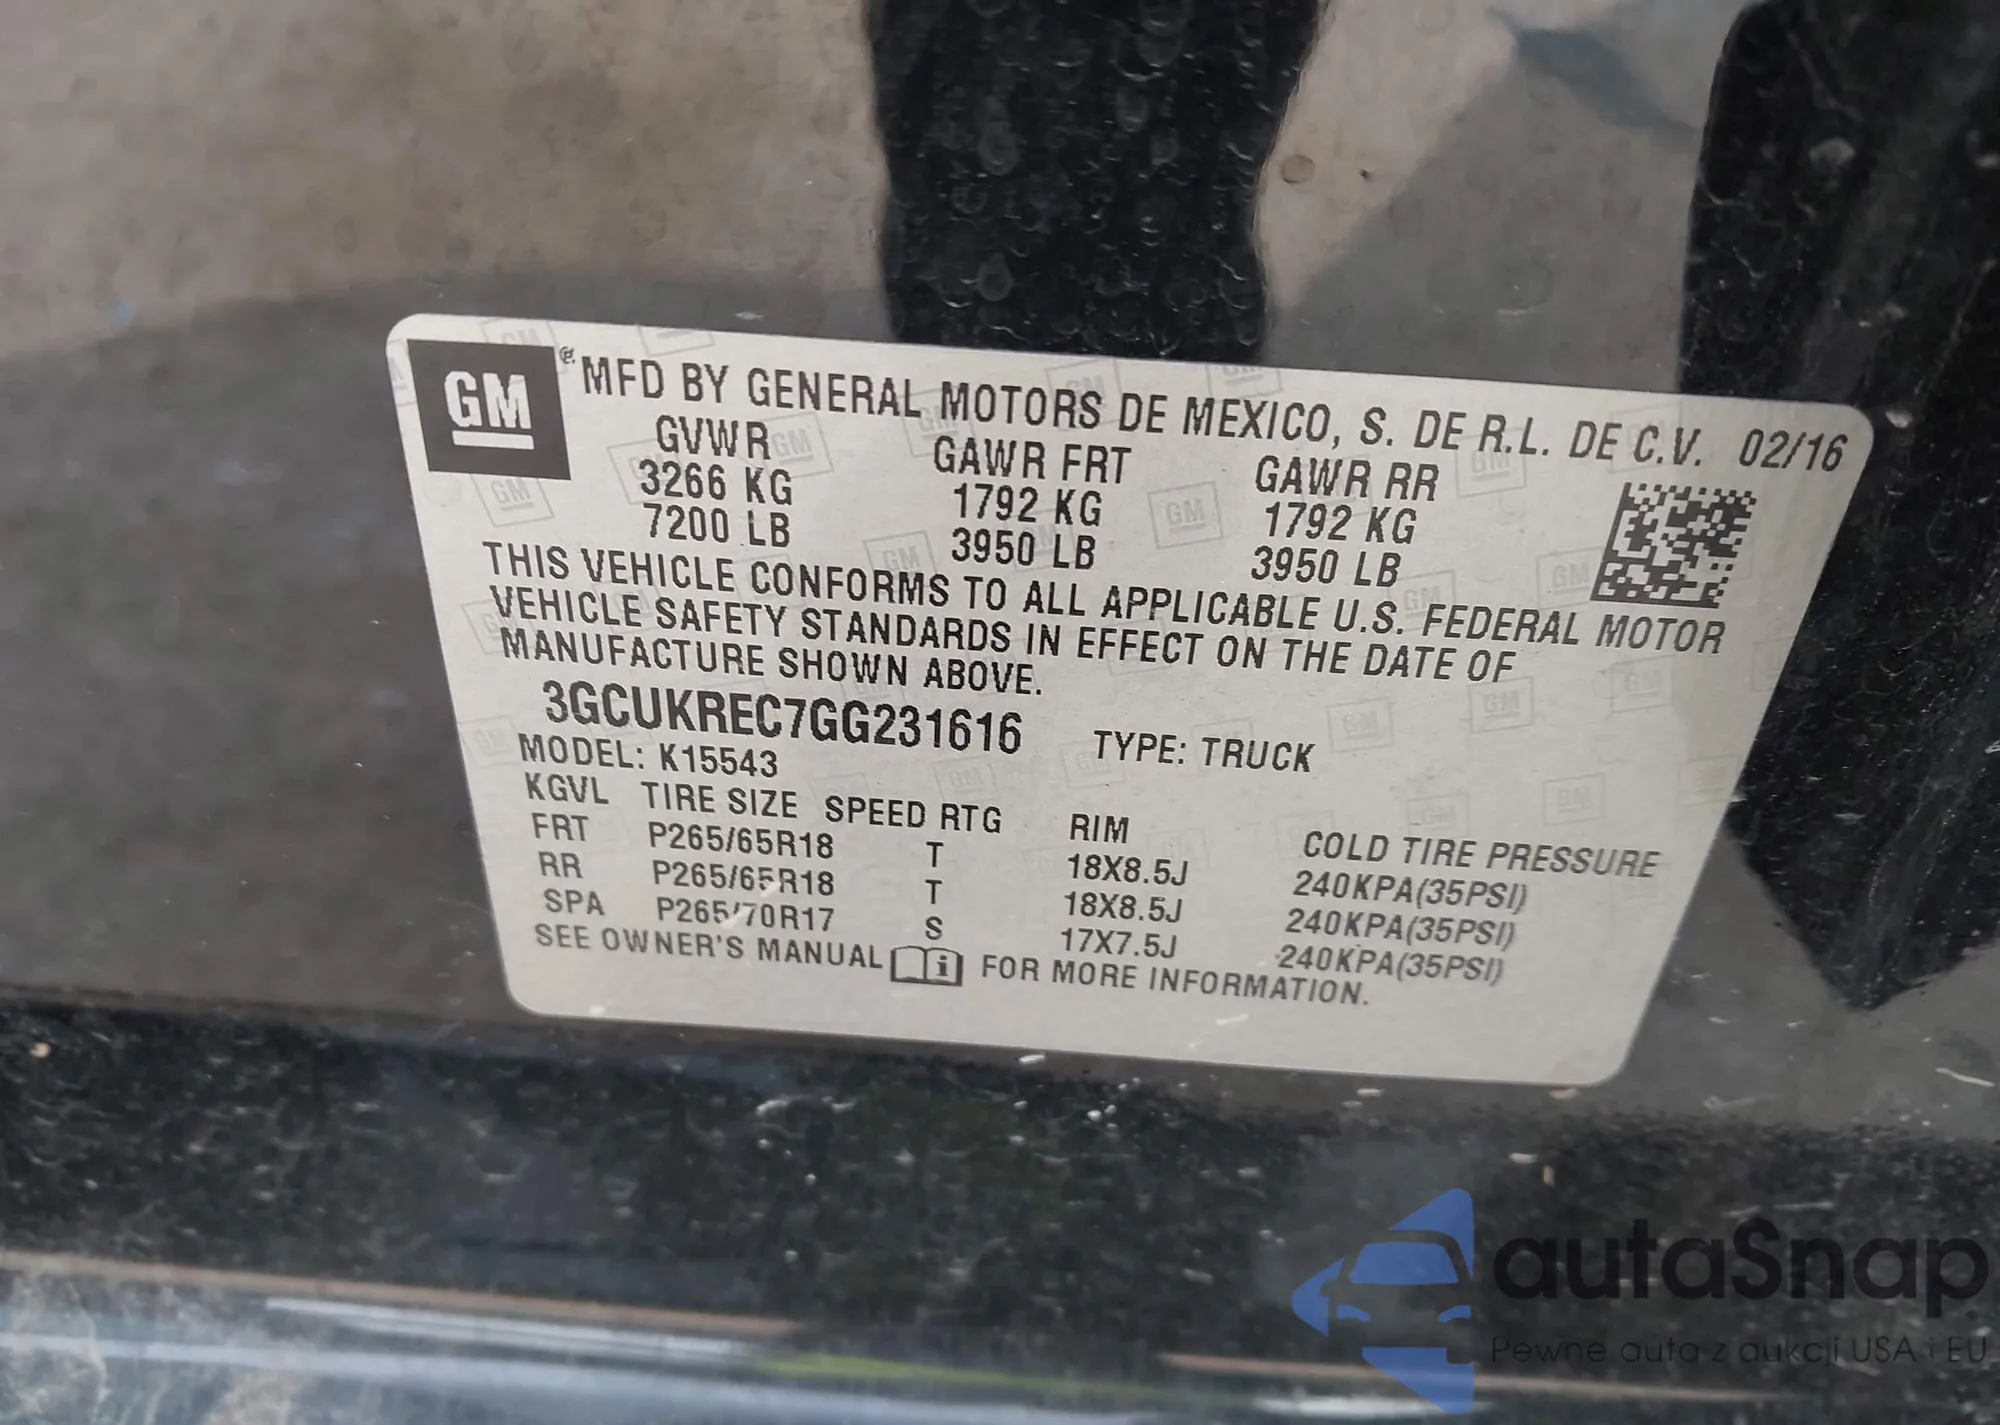 GM ® MFD BY GENERAL MOTORS DE MEXICO, S. DE R.L. DE C.V. 02/16
GVWR GAWR FRT GAWR RR
3266 KG 1792 KG 1792 KG
7200 LB 3950 LB 3950 LB
THIS VEHICLE CONFORMS TO ALL APPLICABLE U.S. FEDERAL MOTOR
VEHICLE SAFETY STANDARDS IN EFFECT ON THE DATE OF
MANUFACTURE SHOWN ABOVE.
3GCUKREC7GG231616 TYPE: TRUCK
MODEL: K15543
KGVL TIRE SIZE SPEED RTG RIM COLD TIRE PRESSURE
FRT P265/65R18 T 18X8.5J 240KPA(35PSI)
RR P265/65R18 T 18X8.5J 240KPA(35PSI)
SPA P265/70R17 S 17X7.5J 240KPA(35PSI)
SEE OWNER'S MANUAL i FOR MORE INFORMATION.
autaSnap
Pewne auta z aukcji USA i EU